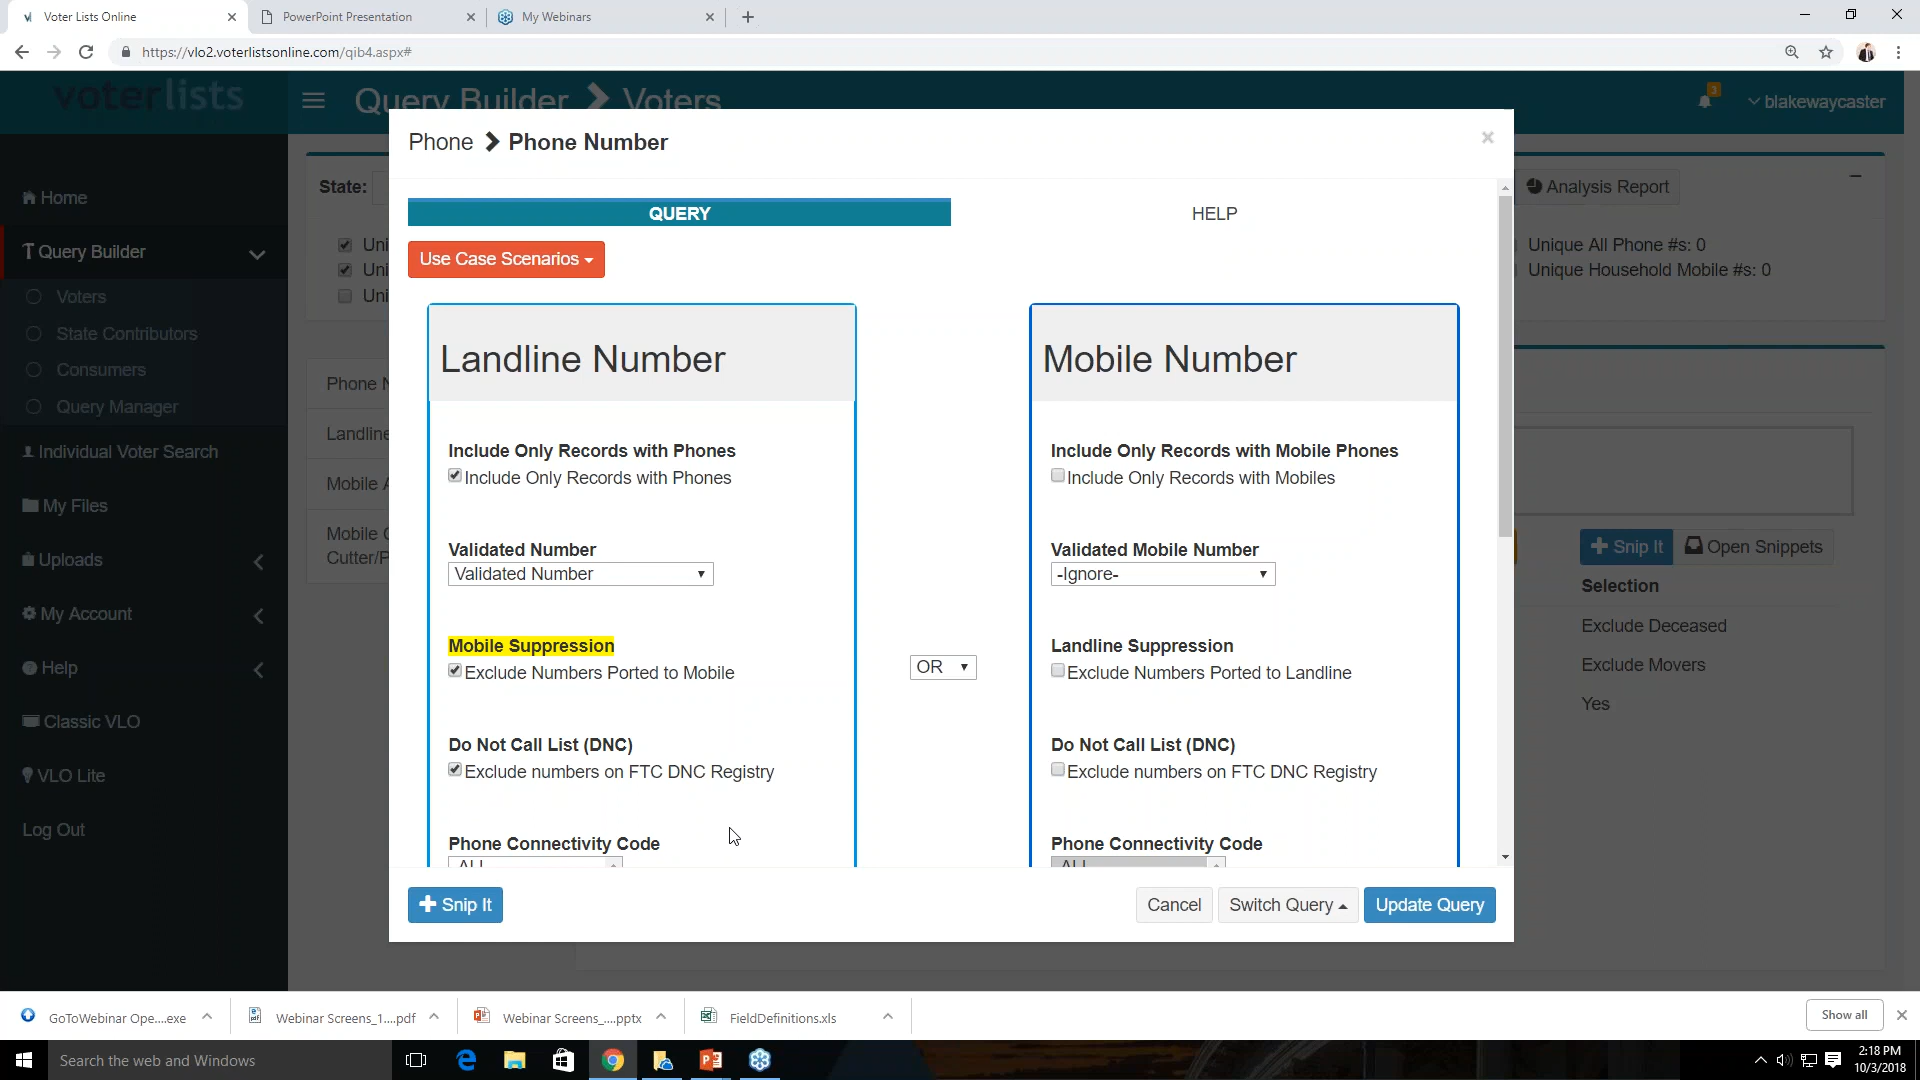 Voter Lists Online
PowerPoint Presentation
My Webinars
https://vlo2.voterlistsonline.com/qib4.aspx#
voterlists
Query Builder > Voters
3
blakewaycaster
Home
Query Builder
Voters
State Contributors
Consumers
Query Manager
Individual Voter Search
My Files
Uploads
My Account
Help
Classic VLO
VLO Lite
Log Out
State:
Uni
Uni
Uni
Analysis Report
Unique All Phone #s: 0
Unique Household Mobile #s: 0
Phone N
Landline
Mobile A
Mobile C
Cutter/P
Snip It
Open Snippets
Selection
Exclude Deceased
Exclude Movers
Yes
Phone > Phone Number
×
QUERY
HELP
Use Case Scenarios
Landline Number
Include Only Records with Phones
Include Only Records with Phones
Validated Number
Validated Number
Mobile Suppression
Exclude Numbers Ported to Mobile
Do Not Call List (DNC)
Exclude numbers on FTC DNC Registry
Phone Connectivity Code
ALL
OR
Mobile Number
Include Only Records with Mobile Phones
Include Only Records with Mobiles
Validated Mobile Number
-Ignore-
Landline Suppression
Exclude Numbers Ported to Landline
Do Not Call List (DNC)
Exclude numbers on FTC DNC Registry
Phone Connectivity Code
ALL
Snip It
Cancel
Switch Query
Update Query
GoToWebinar Ope....exe
Webinar Screens_1....pdf
Webinar Screens_....pptx
FieldDefinitions.xls
Show all
Search the web and Windows
2:18 PM
10/3/2018